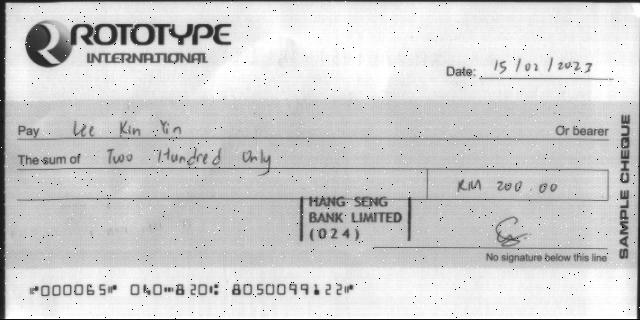 ROTOTYPE
INTERNATIONAL
Date: 15/02/2023
Pay Lee Kin Yin Or bearer
The sum of Two Hundred Only
RM 200.00
HANG SENG
BANK LIMITED
(024)
No signature below this line
SAMPLE CHEQUE
⑈000065⑈ 040⑉820⑆ 8050099122⑈